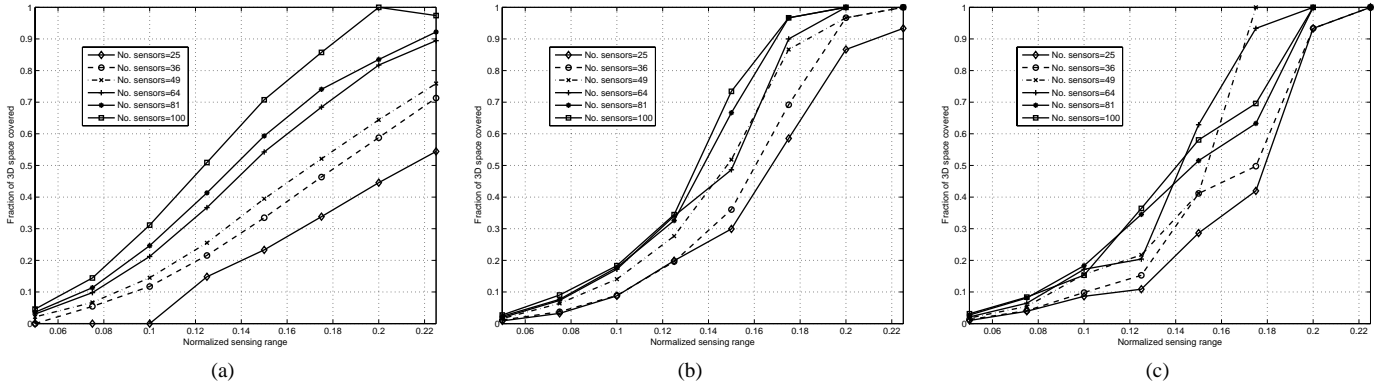 1
0.9
0.8
0.7
0.6
0.5
0.4
0.3
0.2
0.1
0
Fraction of 3D space covered
No. sensors=25
No. sensors=36
No. sensors=49
No. sensors=64
No. sensors=81
No. sensors=100
0.06 0.08 0.1 0.12 0.14 0.16 0.18 0.2 0.22
Normalized sensing range
(a)
1
0.9
0.8
0.7
0.6
0.5
0.4
0.3
0.2
0.1
0
Fraction of 3D space covered
No. sensors=25
No. sensors=36
No. sensors=49
No. sensors=64
No. sensors=81
No. sensors=100
0.06 0.08 0.1 0.12 0.14 0.16 0.18 0.2 0.22
Normalized sensing range
(b)
1
0.9
0.8
0.7
0.6
0.5
0.4
0.3
0.2
0.1
0
Fraction of 3D space covered
No. sensors=25
No. sensors=36
No. sensors=49
No. sensors=64
No. sensors=81
No. sensors=100
0.06 0.08 0.1 0.12 0.14 0.16 0.18 0.2 0.22
Normalized sensing range
(c)